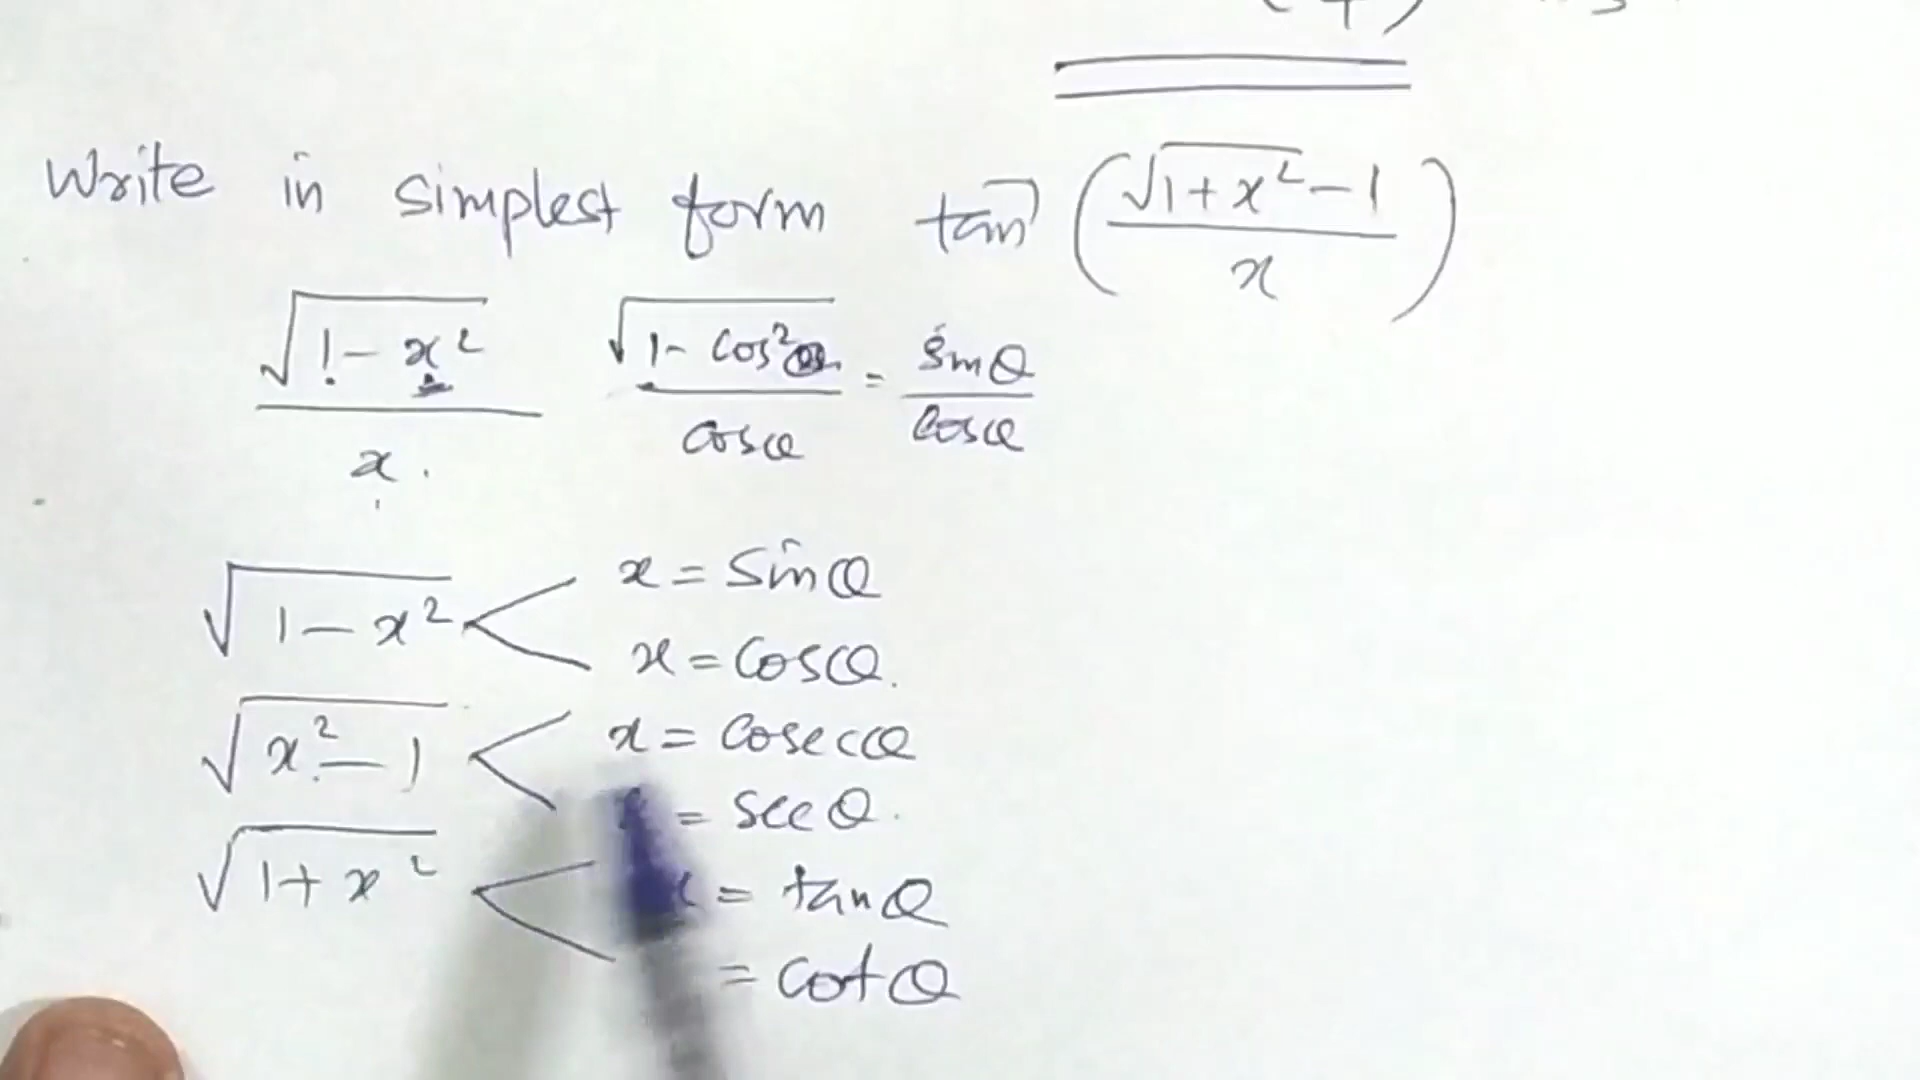 Write in simplest form tan⁻¹ (√(1+x²) − 1 / x)
√(1 − x²) / x . √(1 − cos²θ) / cosθ = sinθ / cosθ
√(1 − x²) < x = sinθ
x = cosθ.
√(x² − 1) < x = cosecθ
= secθ.
√(1 + x²) < x = tanθ
= cotθ